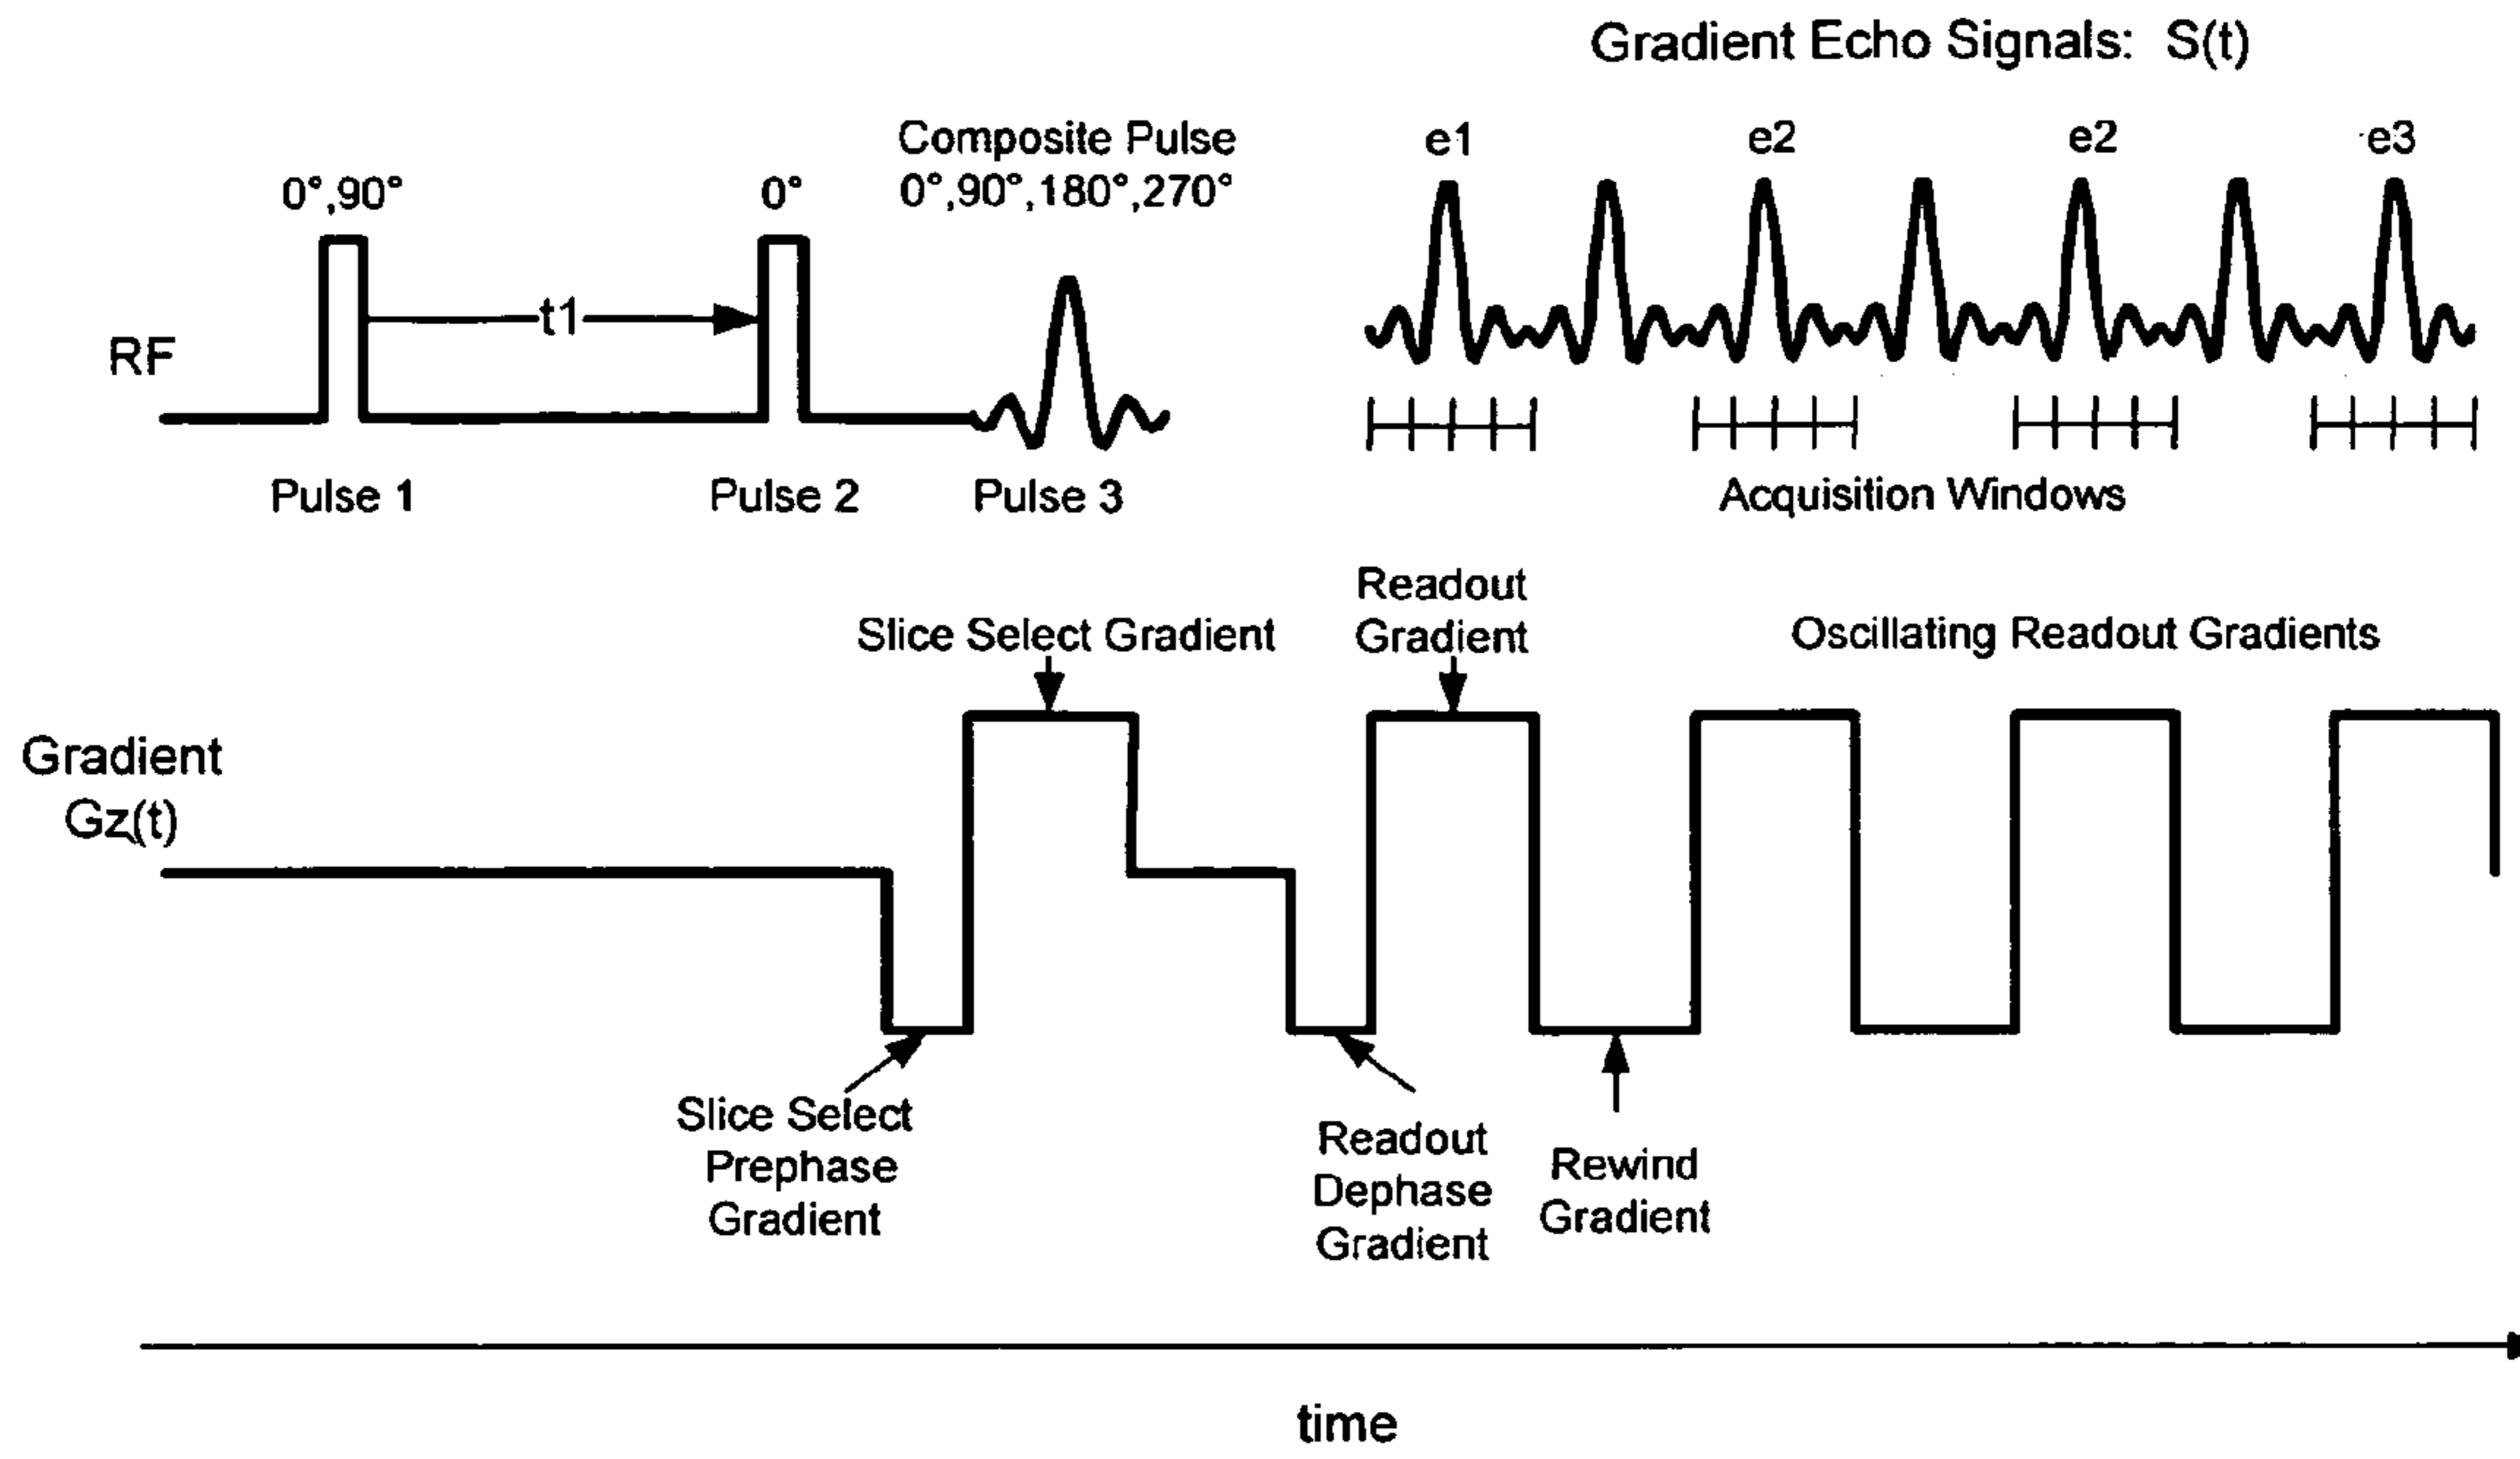 Gradient Echo Signals: S(t)
Composite Pulse
0°,90°,180°,270°
e1
e2
e2
e3
0°,90°
0°
t1
RF
Pulse 1
Pulse 2
Pulse 3
Acquisition Windows
Readout
Gradient
Slice Select Gradient
Oscillating Readout Gradients
Gradient
Gz(t)
Slice Select
Prephase
Gradient
Readout
Dephase
Gradient
Rewind
Gradient
time